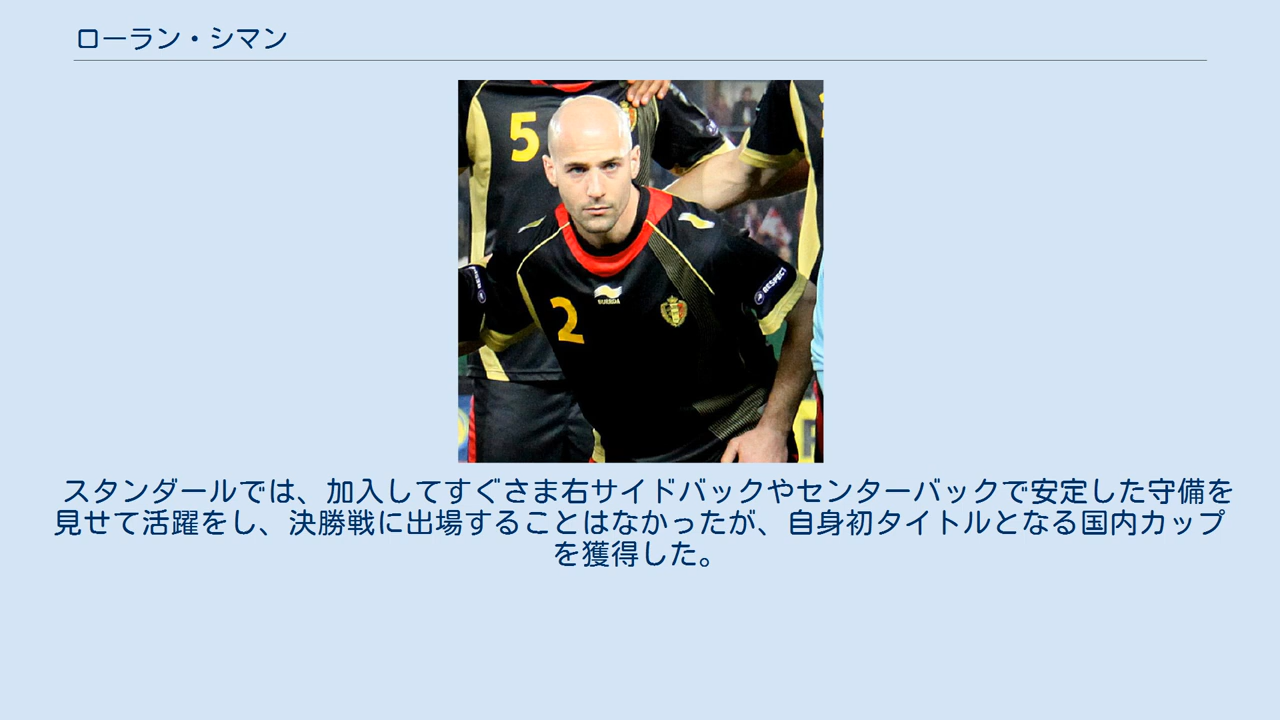 ローラン・シマン
5
2
BURRDA
RESPECT
スタンダールでは、加入してすぐさま右サイドバックやセンターバックで安定した守備を
見せて活躍をし、決勝戦に出場することはなかったが、自身初タイトルとなる国内カップ
を獲得した。